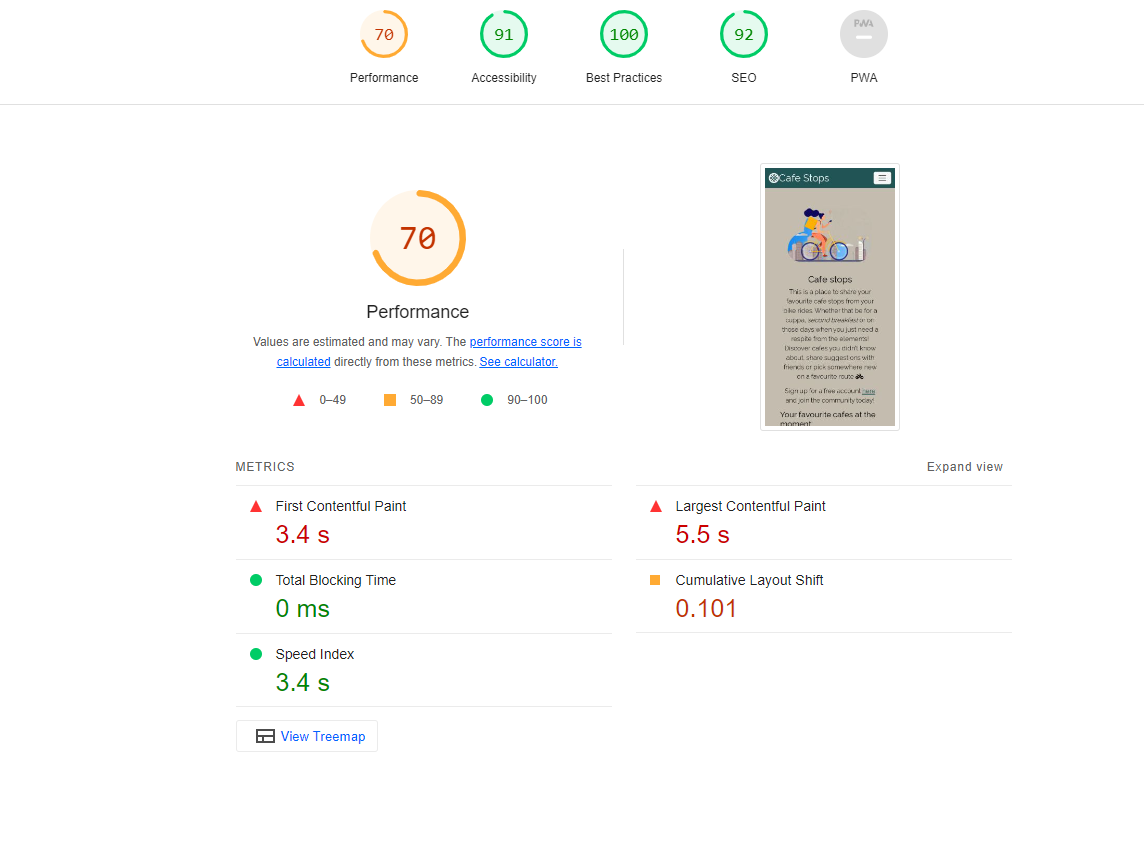 70
91
100
92
PWA
Performance
Accessibility
Best Practices
SEO
PWA
70
Performance
Values are estimated and may vary. The performance score is
calculated directly from these metrics. See calculator.
0–49
50–89
90–100
Cafe Stops
Cafe stops
This is a place to share your
favourite cafe stops from your
bike rides. Whether that be for a
cuppa, second breakfast or on
those days when you just need a
respite from the elements!
Discover cafes you didn't know
about, share suggestions with
friends or pick somewhere new
on a favourite route
Sign up for a free account here
and join the community today!
Your favourite cafes at the
moment
METRICS
Expand view
First Contentful Paint
3.4 s
Largest Contentful Paint
5.5 s
Total Blocking Time
0 ms
Cumulative Layout Shift
0.101
Speed Index
3.4 s
View Treemap